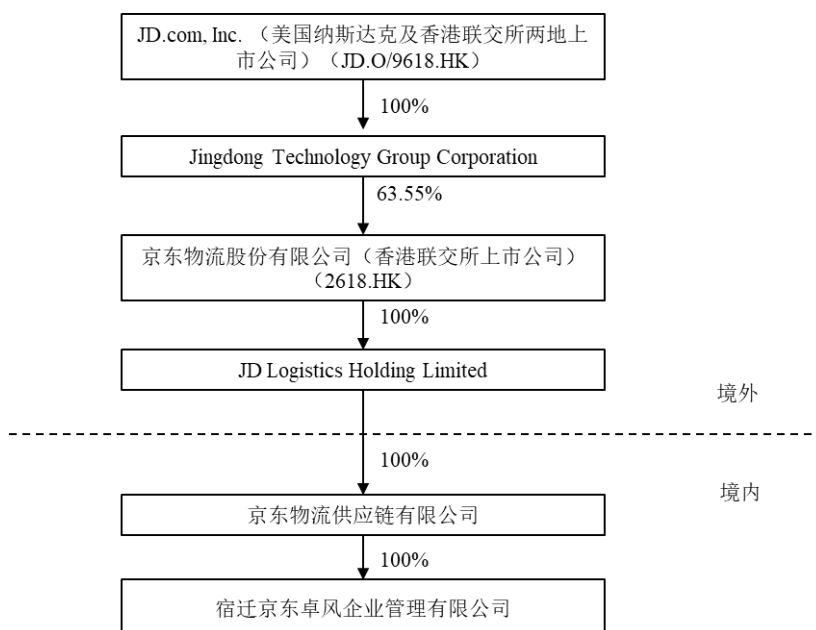 JD.com, Inc. （美国纳斯达克及香港联交所两地上
市公司）（JD.O/9618.HK）
100%
Jingdong Technology Group Corporation
63.55%
京东物流股份有限公司（香港联交所上市公司）
（2618.HK）
100%
JD Logistics Holding Limited
境外
100%
境内
京东物流供应链有限公司
100%
宿迁京东卓风企业管理有限公司